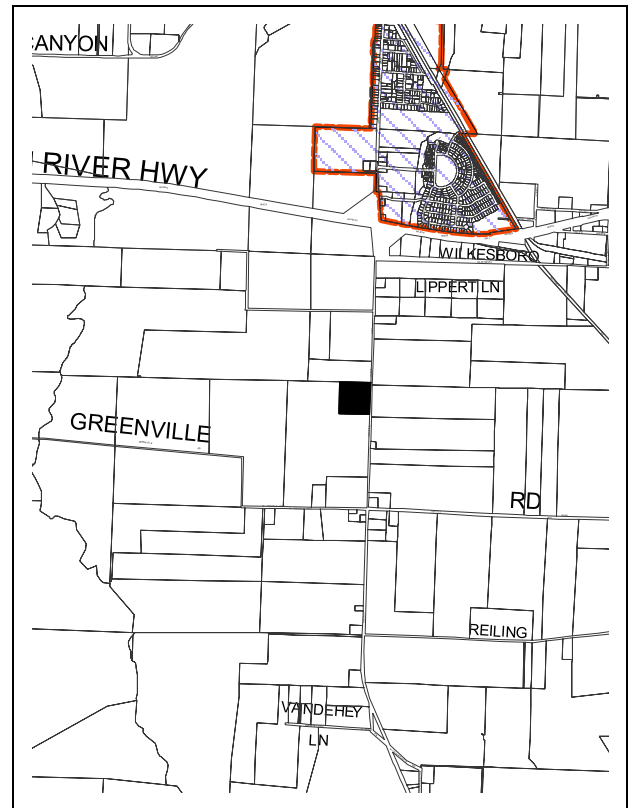 CANYON
RIVER HWY
WILKESBORO
LIPPERT LN
GREENVILLE
RD
REILING
VANDEHEY
LN